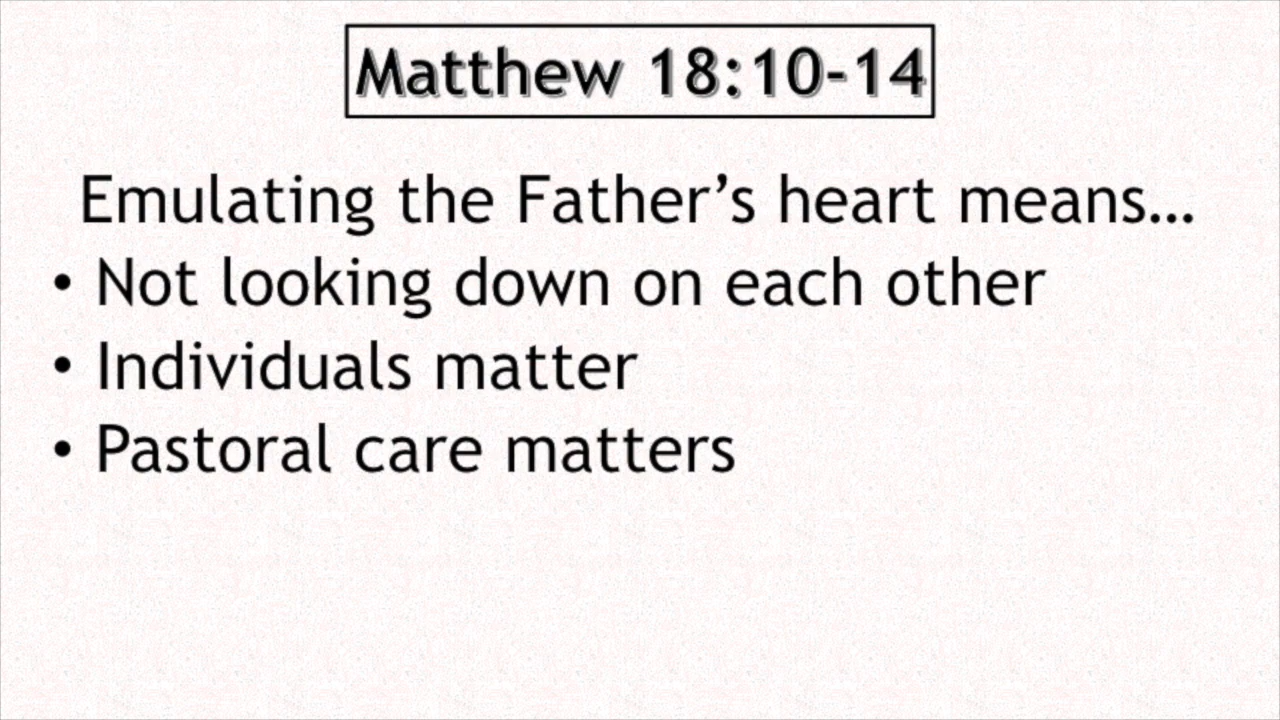 Matthew 18:10-14
Emulating the Father’s heart means…
• Not looking down on each other
• Individuals matter
• Pastoral care matters